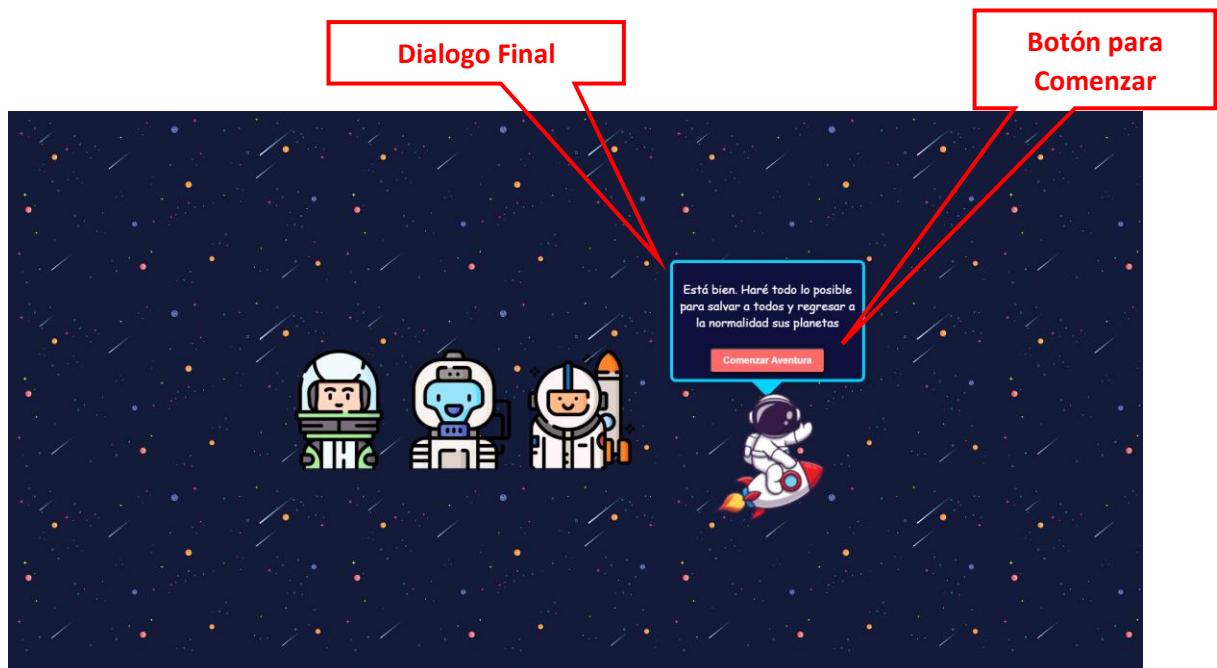 Dialogo Final
Botón para
Comenzar
Está bien. Haré todo lo posible
para salvar a todos y regresar a
la normalidad sus planetas
Comenzar Aventura